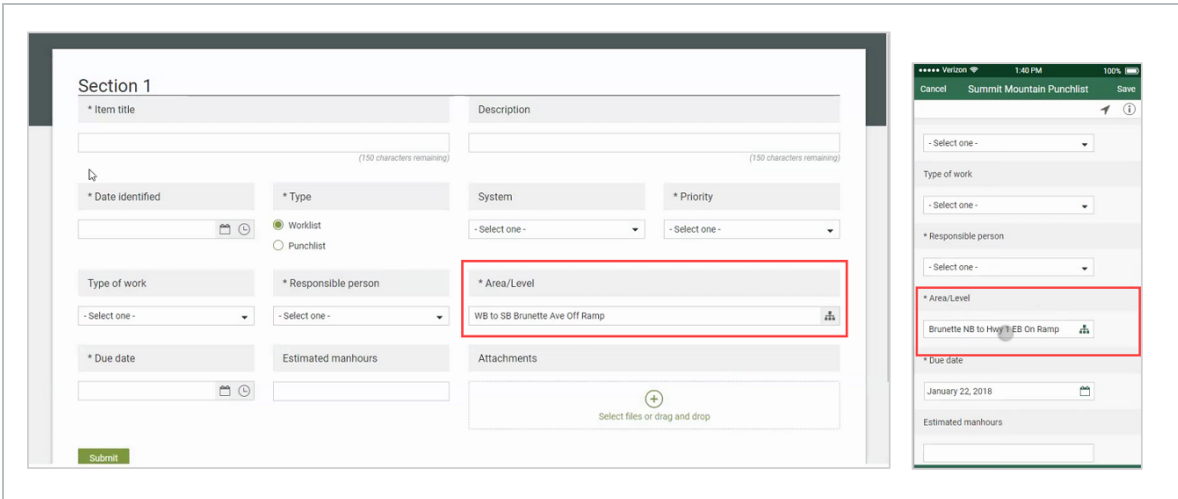 Section 1
* Item title
Description
(150 characters remaining)
(150 characters remaining)
* Date identified
* Type
System
* Priority
Worklist
- Select one -
- Select one -
Punchlist
Type of work
* Responsible person
* Area/Level
- Select one -
- Select one -
WB to SB Brunette Ave Off Ramp
* Due date
Estimated manhours
Attachments
Select files or drag and drop
Submit
Verizon 1:40 PM 100%
Cancel Summit Mountain Punchlist Save
- Select one -
Type of work
- Select one -
* Responsible person
- Select one -
* Area/Level
Brunette NB to Hwy 1 EB On Ramp
* Due date
January 22, 2018
Estimated manhours